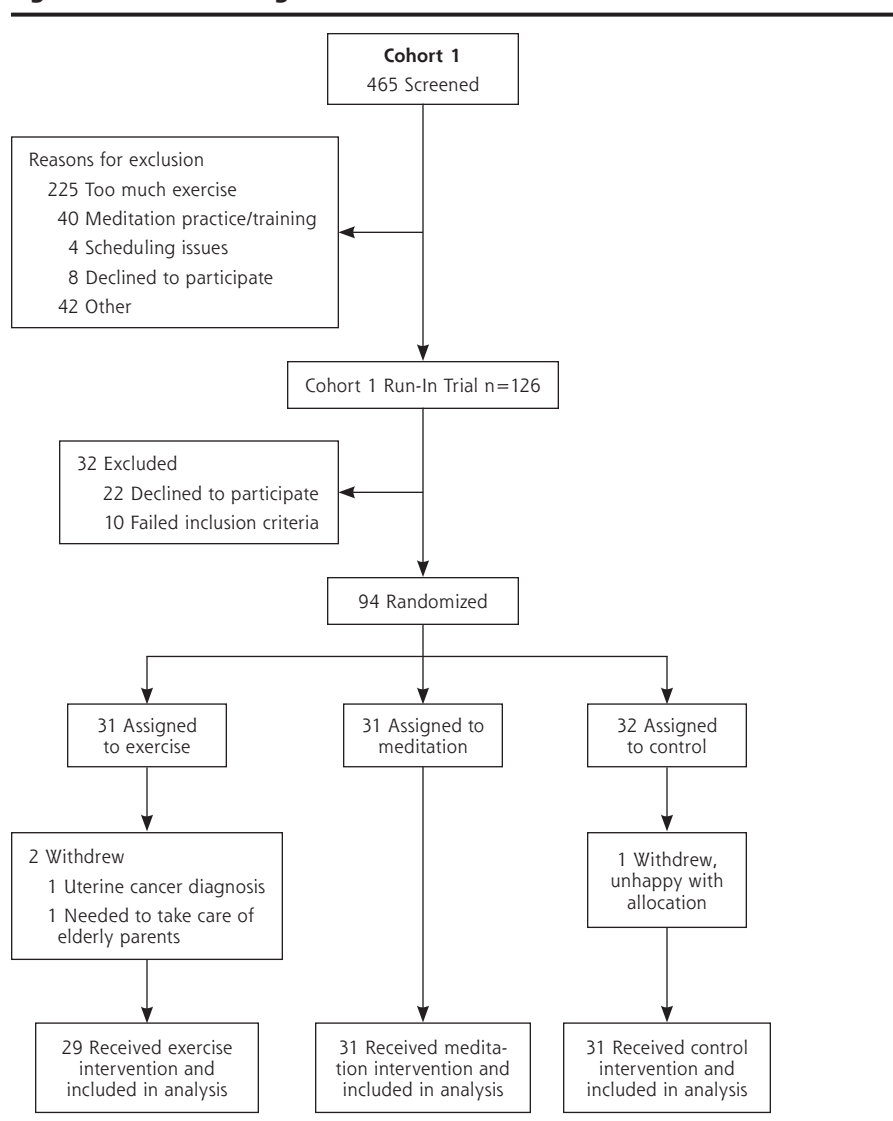 Cohort 1
465 Screened
Reasons for exclusion
225 Too much exercise
40 Meditation practice/training
4 Scheduling issues
8 Declined to participate
42 Other
Cohort 1 Run-In Trial n=126
32 Excluded
22 Declined to participate
10 Failed inclusion criteria
94 Randomized
31 Assigned
to exercise
31 Assigned to
meditation
32 Assigned
to control
2 Withdrew
1 Uterine cancer diagnosis
1 Needed to take care of
elderly parents
1 Withdrew,
unhappy with
allocation
29 Received exercise
intervention and
included in analysis
31 Received medita-
tion intervention and
included in analysis
31 Received control
intervention and
included in analysis